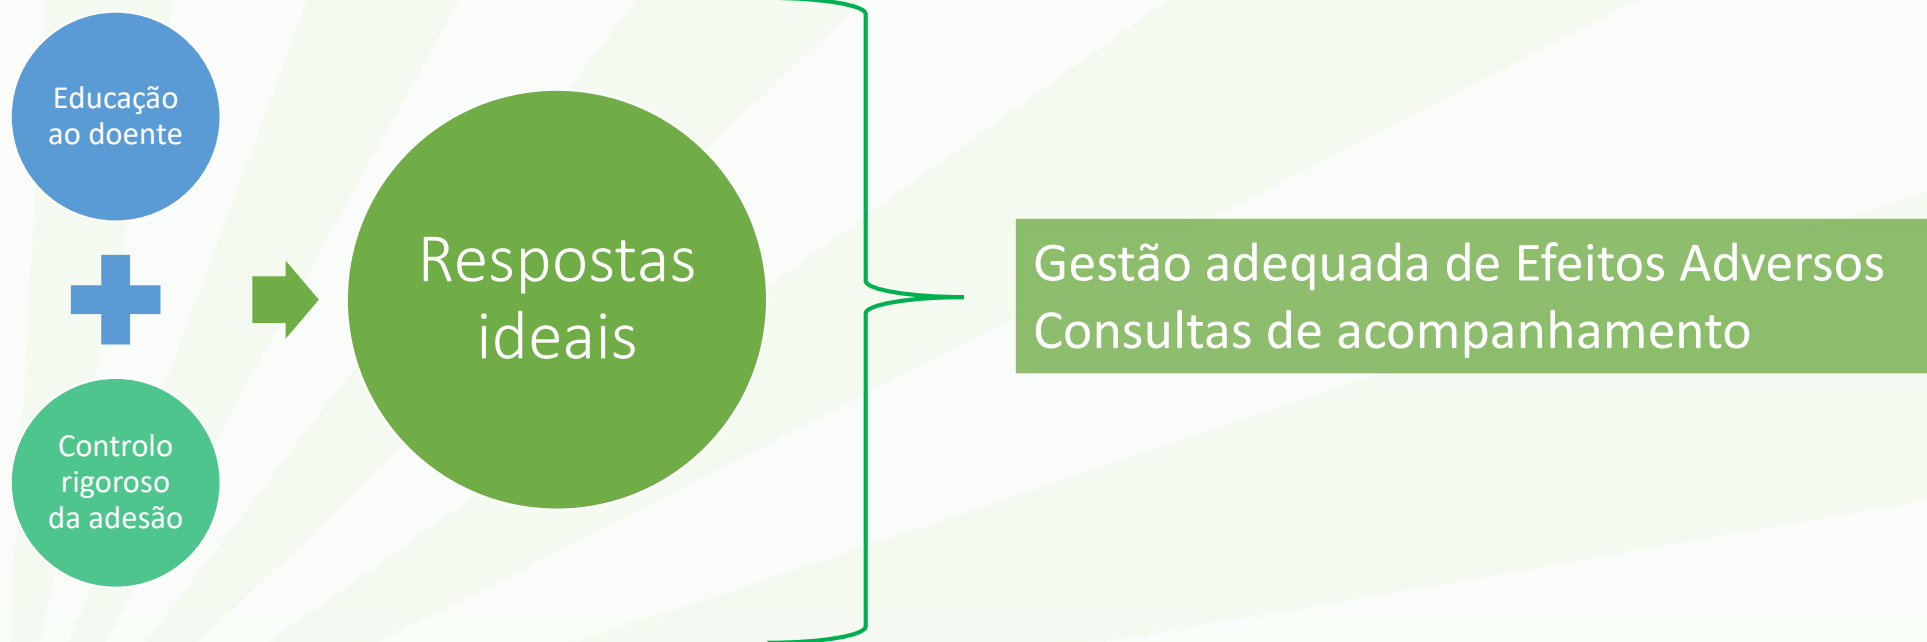 Educação
ao doente
Controlo
rigoroso
da adesão
Respostas
ideais
Gestão adequada de Efeitos Adversos
Consultas de acompanhamento